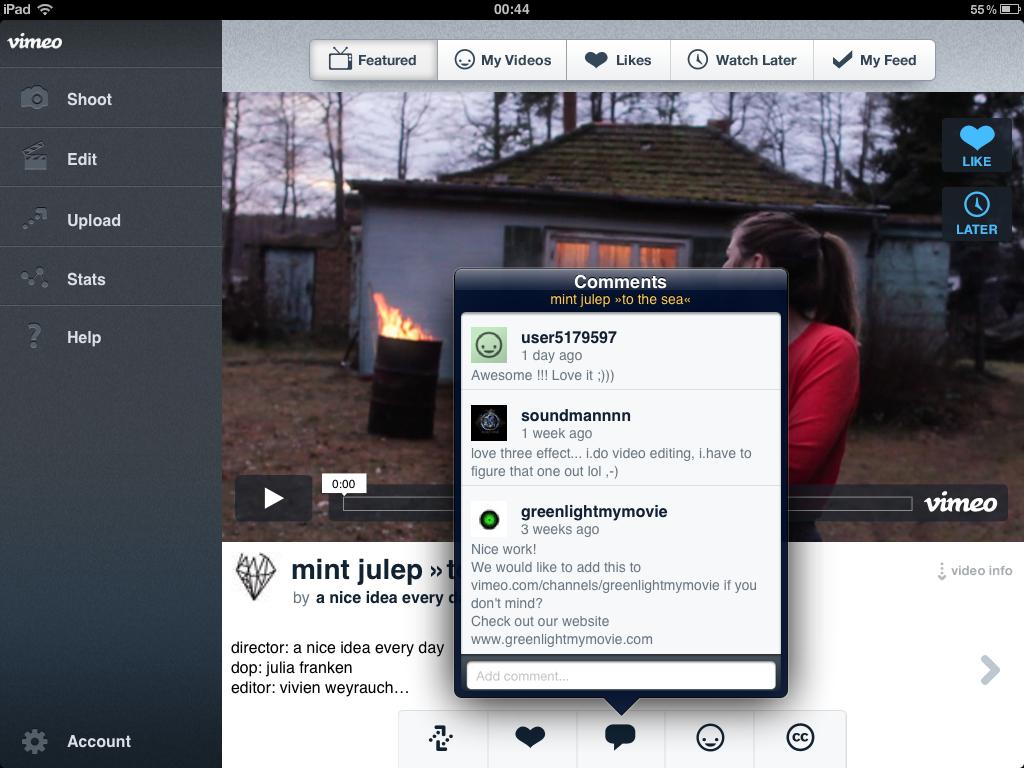 iPad
00:44
55%
vimeo
Shoot
Edit
Upload
Stats
Help
Account
Featured
My Videos
Likes
Watch Later
My Feed
LIKE
LATER
0:00
vimeo
Comments
mint julep »to the sea«
user5179597
1 day ago
Awesome !!! Love it ;)))
soundmannnn
1 week ago
love three effect... i.do video editing, i.have to
figure that one out lol ,-)
greenlightmymovie
3 weeks ago
Nice work!
We would like to add this to
vimeo.com/channels/greenlightmymovie if you
don't mind?
Check out our website
www.greenlightmymovie.com
Add comment...
mint julep »t
by a nice idea every d
video info
director: a nice idea every day
dop: julia franken
editor: vivien weyrauch…
cc